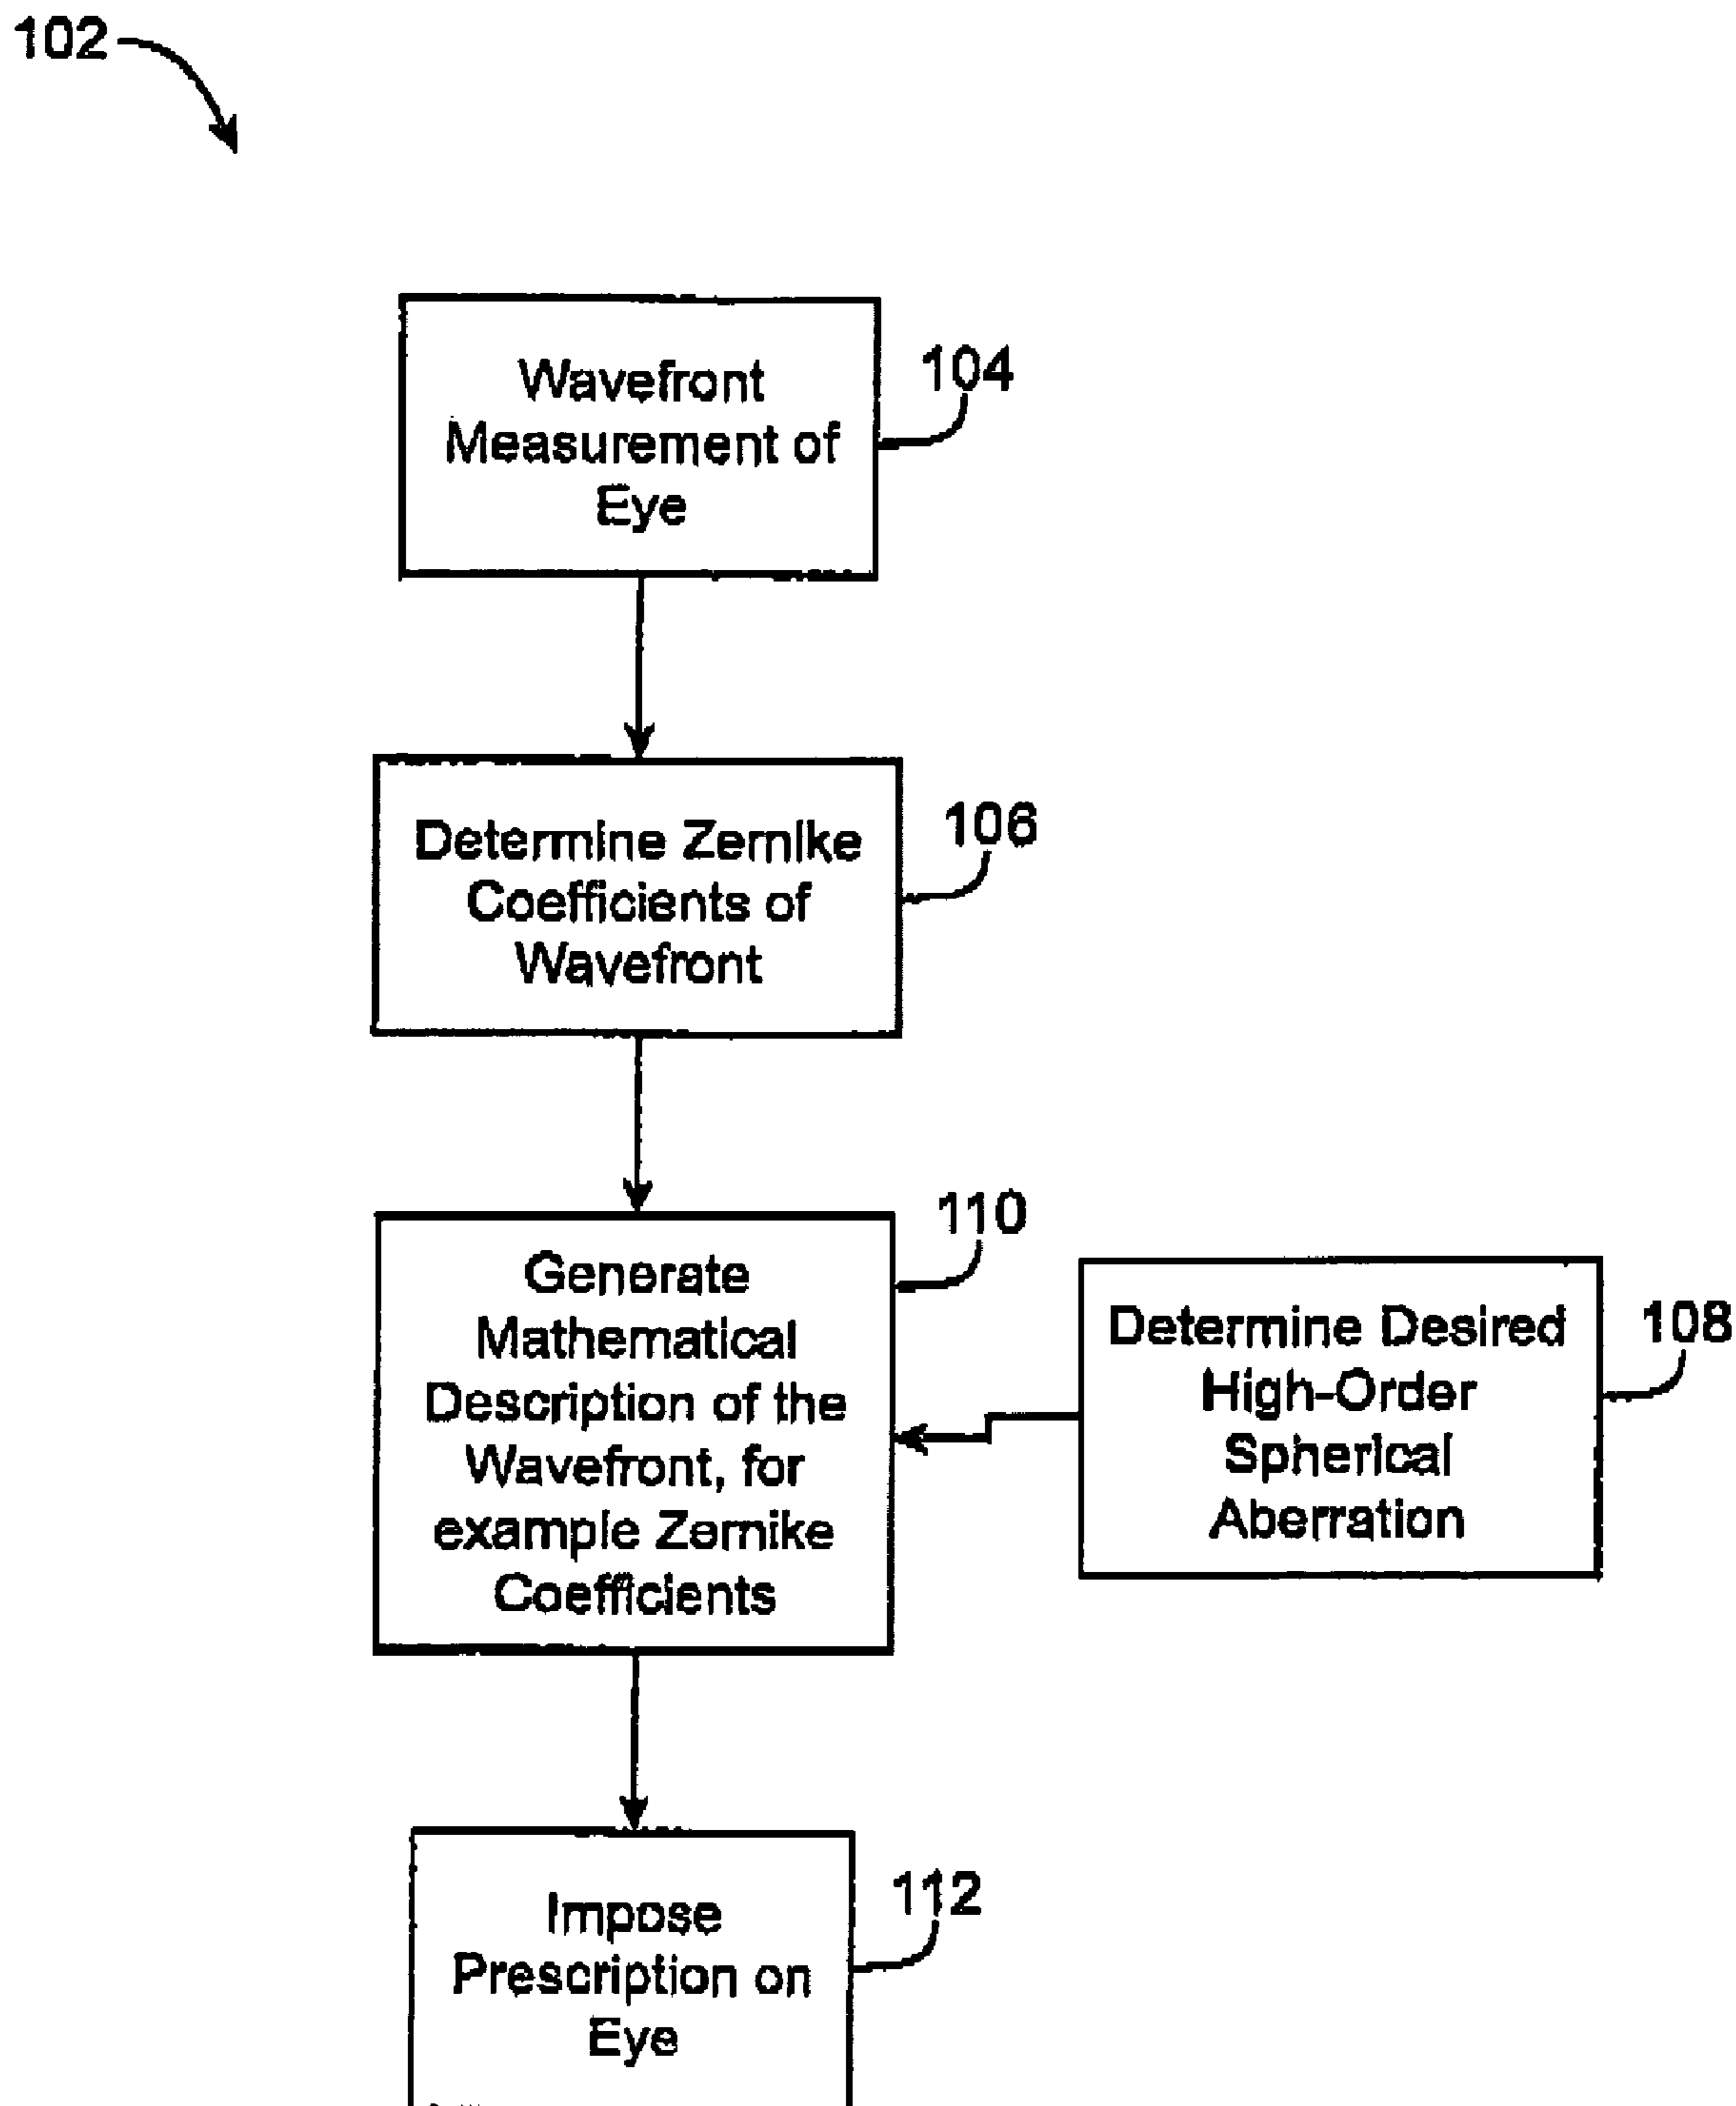 102
Wavefront
Measurement of
Eye
104
Determine Zernike
Coefficients of
Wavefront
106
Generate
Mathematical
Description of the
Wavefront, for
example Zernike
Coefficients
110
Determine Desired
High-Order
Spherical
Aberration
108
Impose
Prescription on
Eye
112